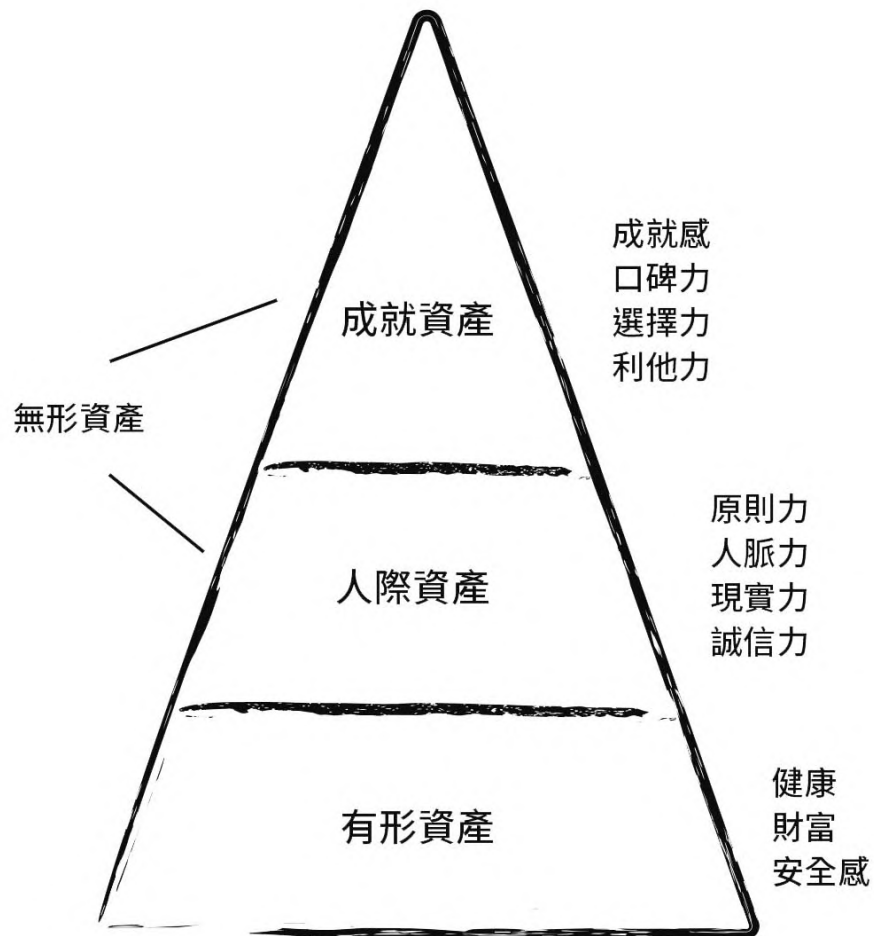 成就感
口碑力
選擇力
利他力
成就資產
無形資產
原則力
人脈力
現實力
誠信力
人際資產
健康
財富
安全感
有形資產